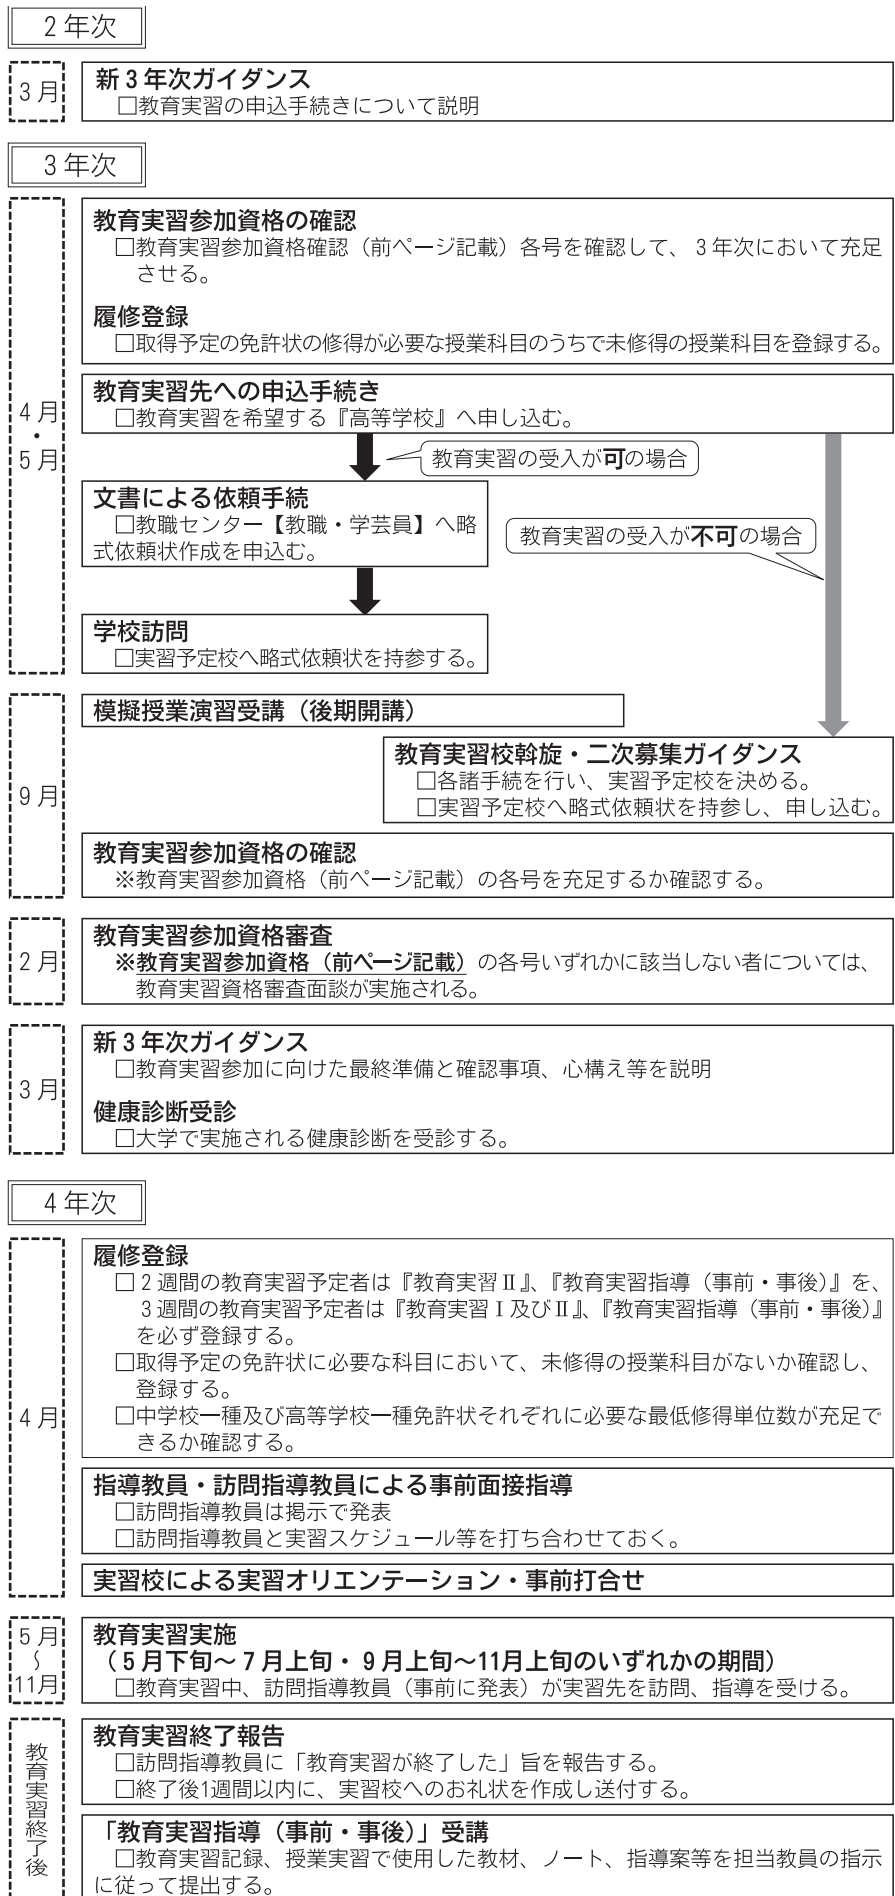 2年次
3月
新3年次ガイダンス
□教育実習の申込手続きについて説明
3年次
4月・5月
教育実習参加資格の確認
□教育実習参加資格確認(前ページ記載)各号を確認して、3年次において充足
させる。
履修登録
□取得予定の免許状の修得が必要な授業科目のうちで未修得の授業科目を登録する。
教育実習先への申込手続き
□教育実習を希望する『高等学校』へ申し込む。
教育実習の受入が可の場合
文書による依頼手続
□教職センター【教職・学芸員】へ略
式依頼状作成を申込む。
教育実習の受入が不可の場合
学校訪問
□実習予定校へ略式依頼状を持参する。
9月
模擬授業演習受講(後期開講)
教育実習校斡旋・二次募集ガイダンス
□各諸手続を行い、実習予定校を決める。
□実習予定校へ略式依頼状を持参し、申し込む。
教育実習参加資格の確認
※教育実習参加資格(前ページ記載)の各号を充足するか確認する。
2月
教育実習参加資格審査
※教育実習参加資格(前ページ記載)の各号いずれかに該当しない者については、
教育実習資格審査面談が実施される。
3月
新3年次ガイダンス
□教育実習参加に向けた最終準備と確認事項、心構え等を説明
健康診断受診
□大学で実施される健康診断を受診する。
4年次
4月
履修登録
□2週間の教育実習予定者は『教育実習Ⅱ』、『教育実習指導(事前・事後)』を、
3週間の教育実習予定者は『教育実習Ⅰ及びⅡ』、『教育実習指導(事前・事後)』
を必ず登録する。
□取得予定の免許状に必要な科目において、未修得の授業科目がないか確認し、
登録する。
□中学校一種及び高等学校一種免許状それぞれに必要な最低修得単位数が充足で
きるか確認する。
指導教員・訪問指導教員による事前面接指導
□訪問指導教員は掲示で発表
□訪問指導教員と実習スケジュール等を打ち合わせておく。
実習校による実習オリエンテーション・事前打合せ
5月〜11月
教育実習実施
(5月下旬〜7月上旬・9月上旬〜11月上旬のいずれかの期間)
□教育実習中、訪問指導教員(事前に発表)が実習先を訪問、指導を受ける。
教育実習終了後
教育実習終了報告
□訪問指導教員に「教育実習が終了した」旨を報告する。
□終了後1週間以内に、実習校へのお礼状を作成し送付する。
「教育実習指導(事前・事後)」受講
□教育実習記録、授業実習で使用した教材、ノート、指導案等を担当教員の指示
に従って提出する。